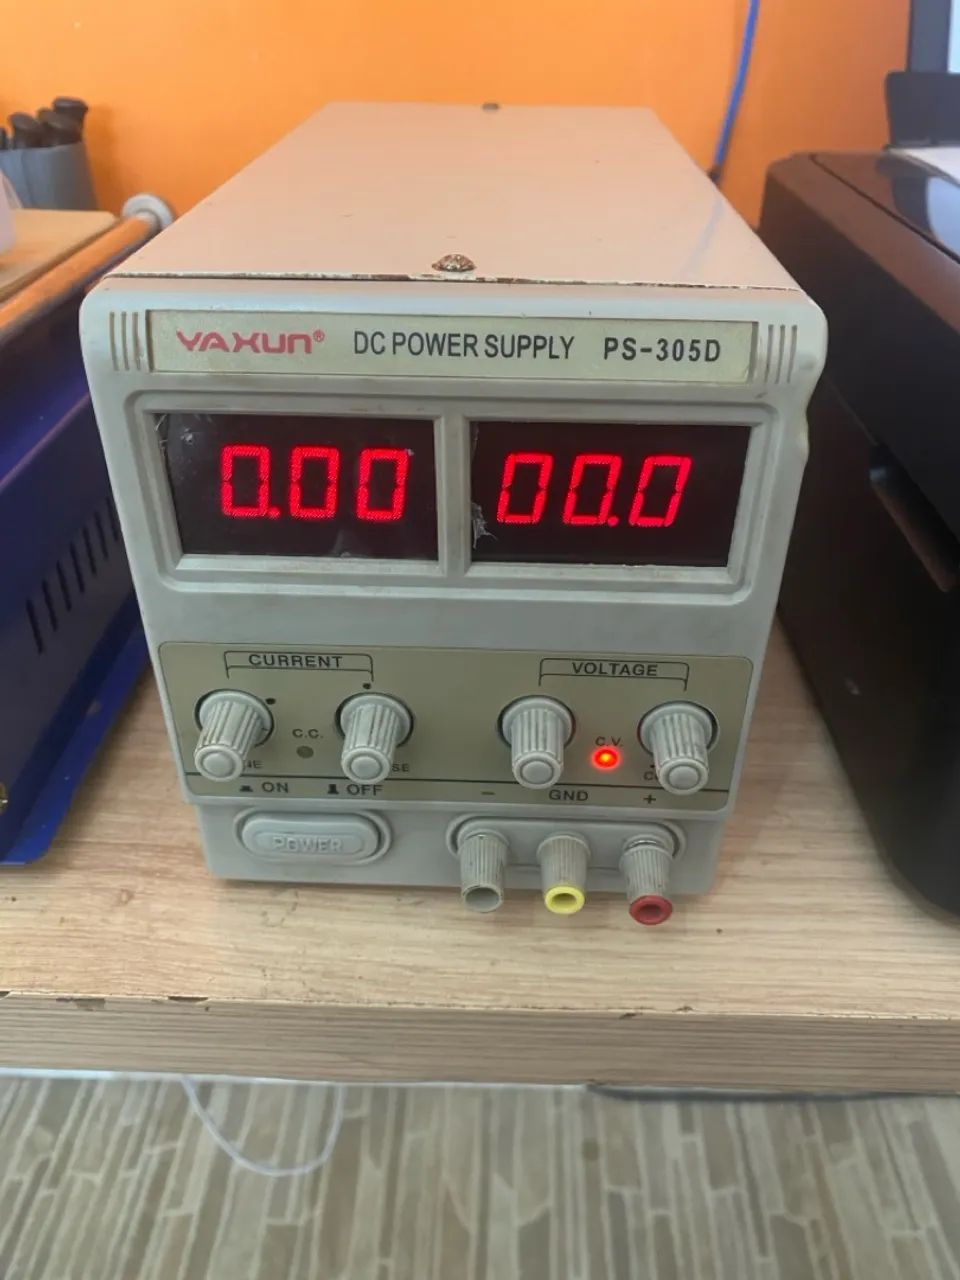 YAXUN® DC POWER SUPPLY PS-305D
0.00 00.0
CURRENT VOLTAGE
C.C. C.V.
ON OFF - GND +
POWER